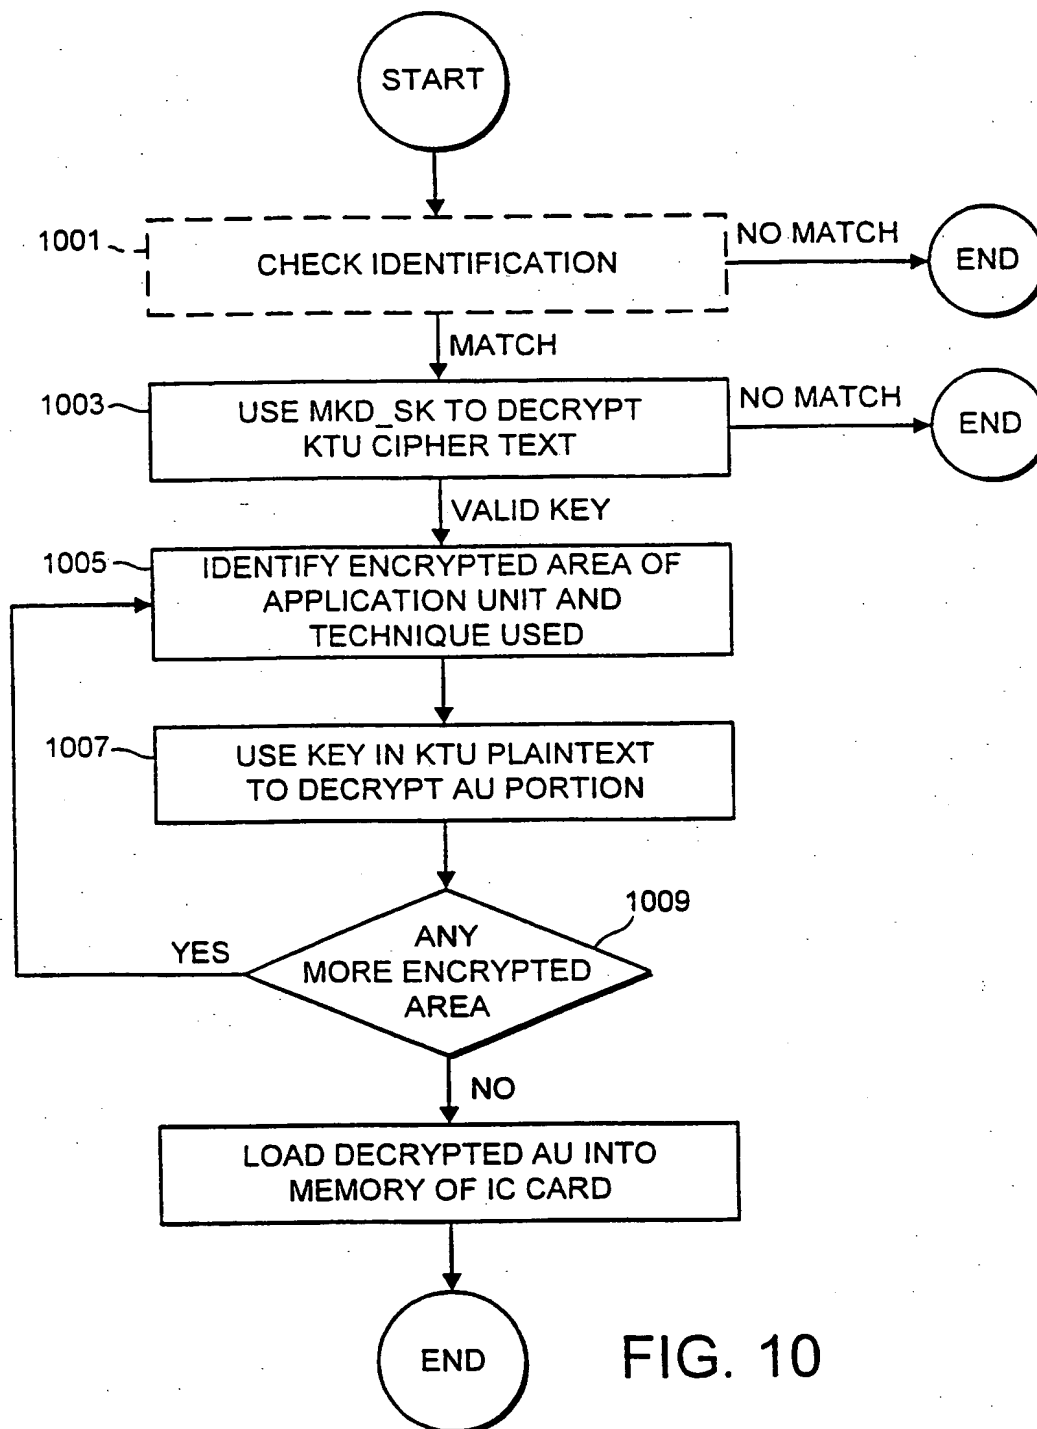 START
1001
CHECK IDENTIFICATION
NO MATCH
END
MATCH
1003
USE MKD_SK TO DECRYPT
KTU CIPHER TEXT
NO MATCH
END
VALID KEY
1005
IDENTIFY ENCRYPTED AREA OF
APPLICATION UNIT AND
TECHNIQUE USED
1007
USE KEY IN KTU PLAINTEXT
TO DECRYPT AU PORTION
1009
ANY
MORE ENCRYPTED
AREA
YES
NO
LOAD DECRYPTED AU INTO
MEMORY OF IC CARD
END
FIG. 10